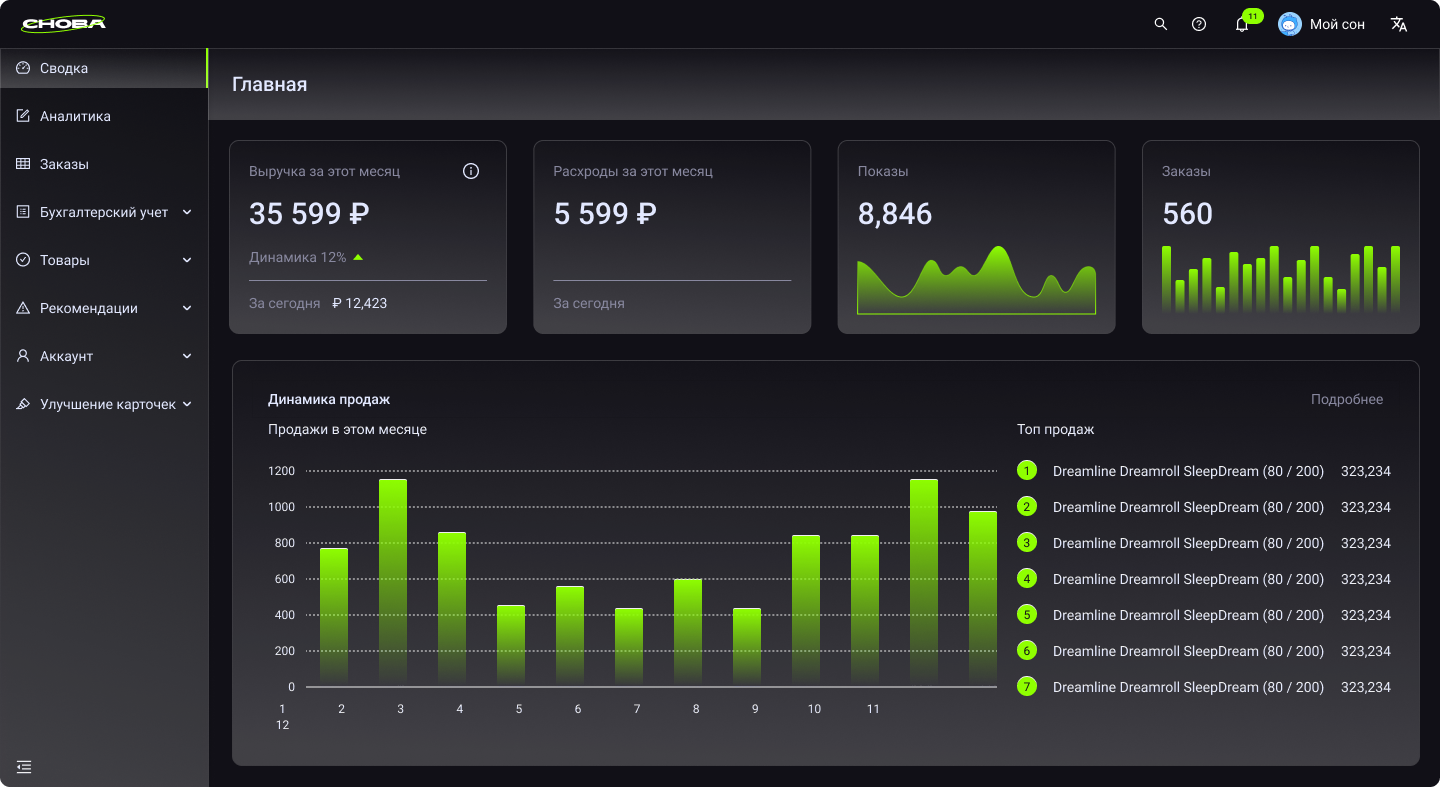 СНОВА
11
Мой сон
Сводка
Аналитика
Заказы
Бухгалтерский учет
Товары
Рекомендации
Аккаунт
Улучшение карточек
Главная
Выручка за этот месяц
35 599 ₽
Динамика 12%
За сегодня ₽ 12,423
Расхроды за этот месяц
5 599 ₽
За сегодня
Показы
8,846
Заказы
560
Динамика продаж
Подробнее
Продажи в этом месяце
1200
1000
800
600
400
200
0
1 2 3 4 5 6 7 8 9 10 11
12
Топ продаж
1 Dreamline Dreamroll SleepDream (80 / 200) 323,234
2 Dreamline Dreamroll SleepDream (80 / 200) 323,234
3 Dreamline Dreamroll SleepDream (80 / 200) 323,234
4 Dreamline Dreamroll SleepDream (80 / 200) 323,234
5 Dreamline Dreamroll SleepDream (80 / 200) 323,234
6 Dreamline Dreamroll SleepDream (80 / 200) 323,234
7 Dreamline Dreamroll SleepDream (80 / 200) 323,234